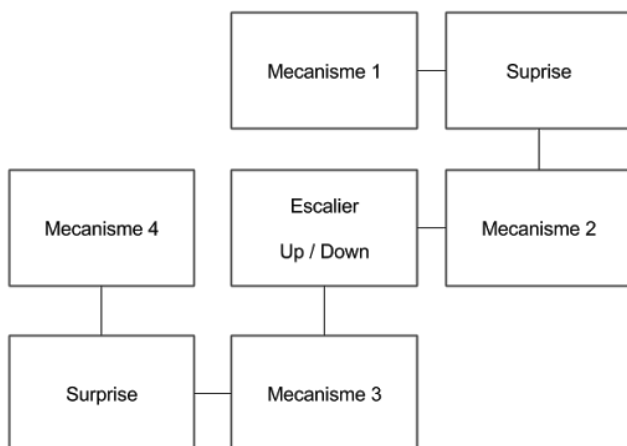 Mecanisme 1
Suprise
Mecanisme 4
Escalier
Up / Down
Mecanisme 2
Surprise
Mecanisme 3